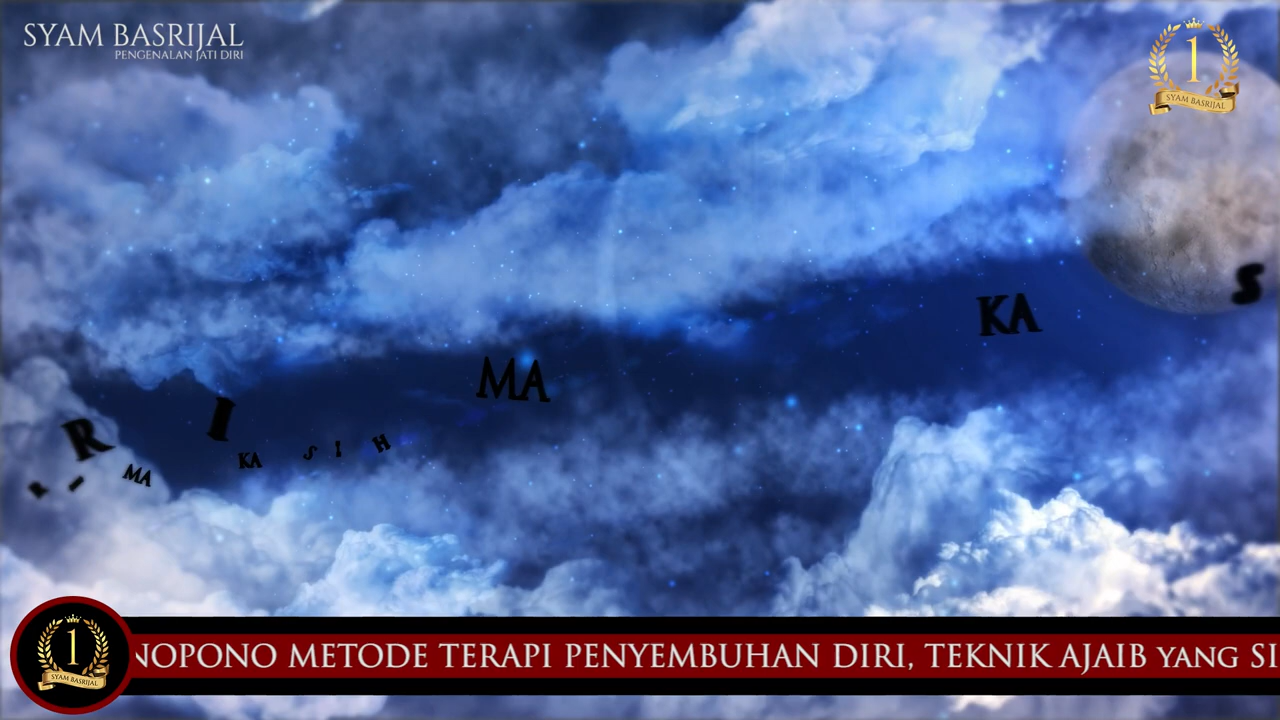 SYAM BASRIJAL
PENGENALAN JATI DIRI
1
SYAM BASRIJAL
KA S
MA
R I
I MA KA S I H
1
SYAM BASRIJAL
NOPONO METODE TERAPI PENYEMBUHAN DIRI, TEKNIK AJAIB YANG SI